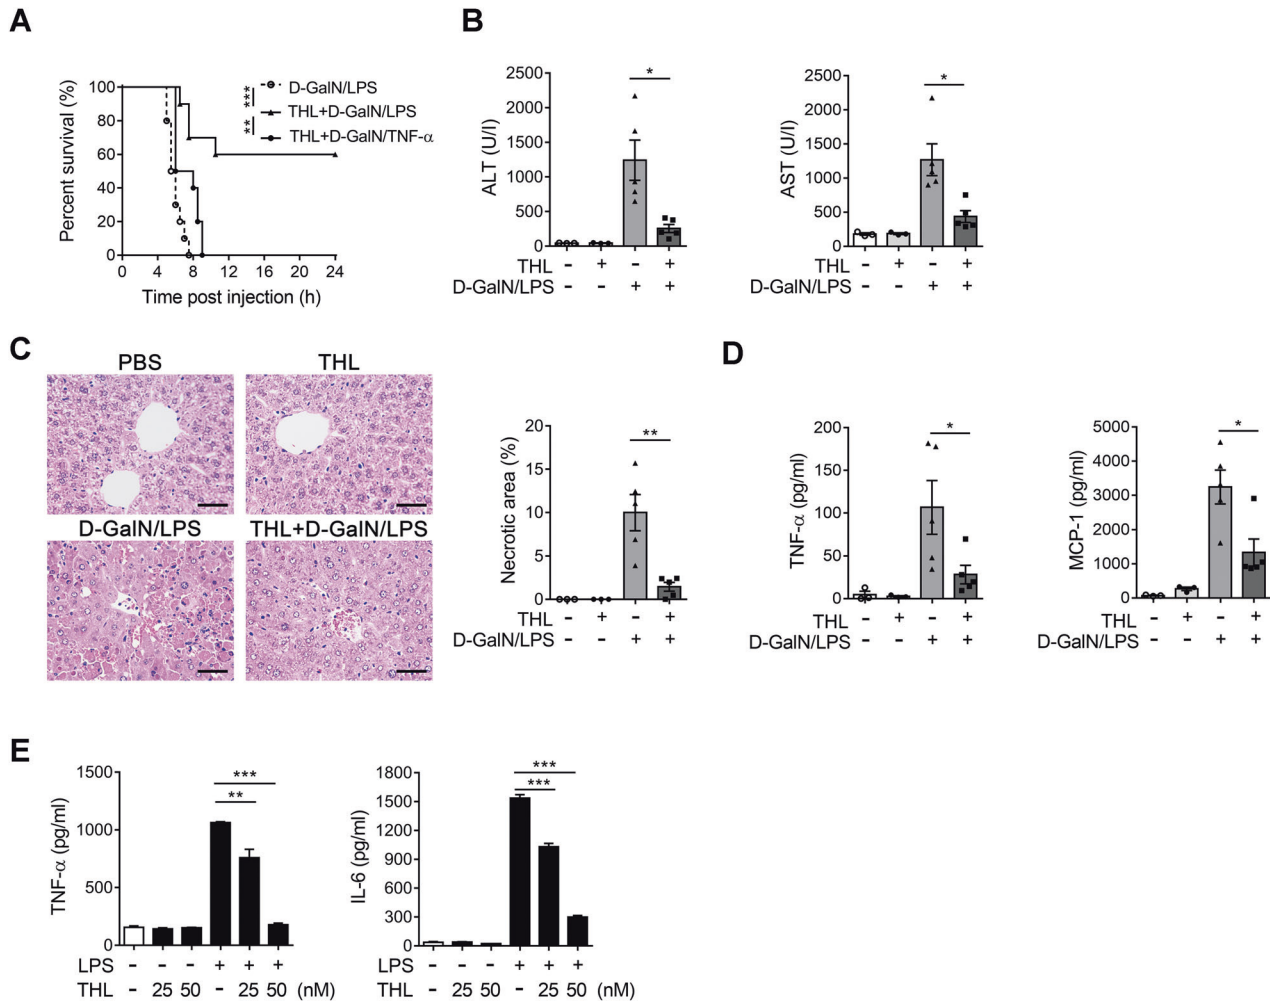 A
Percent survival (%)
100
80
60
40
20
0
0 4 8 12 16 20 24
Time post injection (h)
*** D-GalN/LPS
THL+D-GalN/LPS
** THL+D-GalN/TNF-α
B
ALT (U/l)
2500
2000
1500
1000
500
0
*
THL - + - +
D-GalN/LPS - - + +
AST (U/l)
2500
2000
1500
1000
500
0
*
THL - + - +
D-GalN/LPS - - + +
C
PBS THL
D-GalN/LPS THL+D-GalN/LPS
Necrotic area (%)
20
15
10
5
0
**
THL - + - +
D-GalN/LPS - - + +
D
TNF-α (pg/ml)
200
150
100
50
0
*
THL - + - +
D-GalN/LPS - - + +
MCP-1 (pg/ml)
5000
4000
3000
2000
1000
0
*
THL - + - +
D-GalN/LPS - - + +
E
TNF-α (pg/ml)
1500
1000
500
0
***
**
LPS - - - + + +
THL - 25 50 - 25 50 (nM)
IL-6 (pg/ml)
1800
1500
1200
900
600
300
0
***
***
LPS - - - + + +
THL - 25 50 - 25 50 (nM)